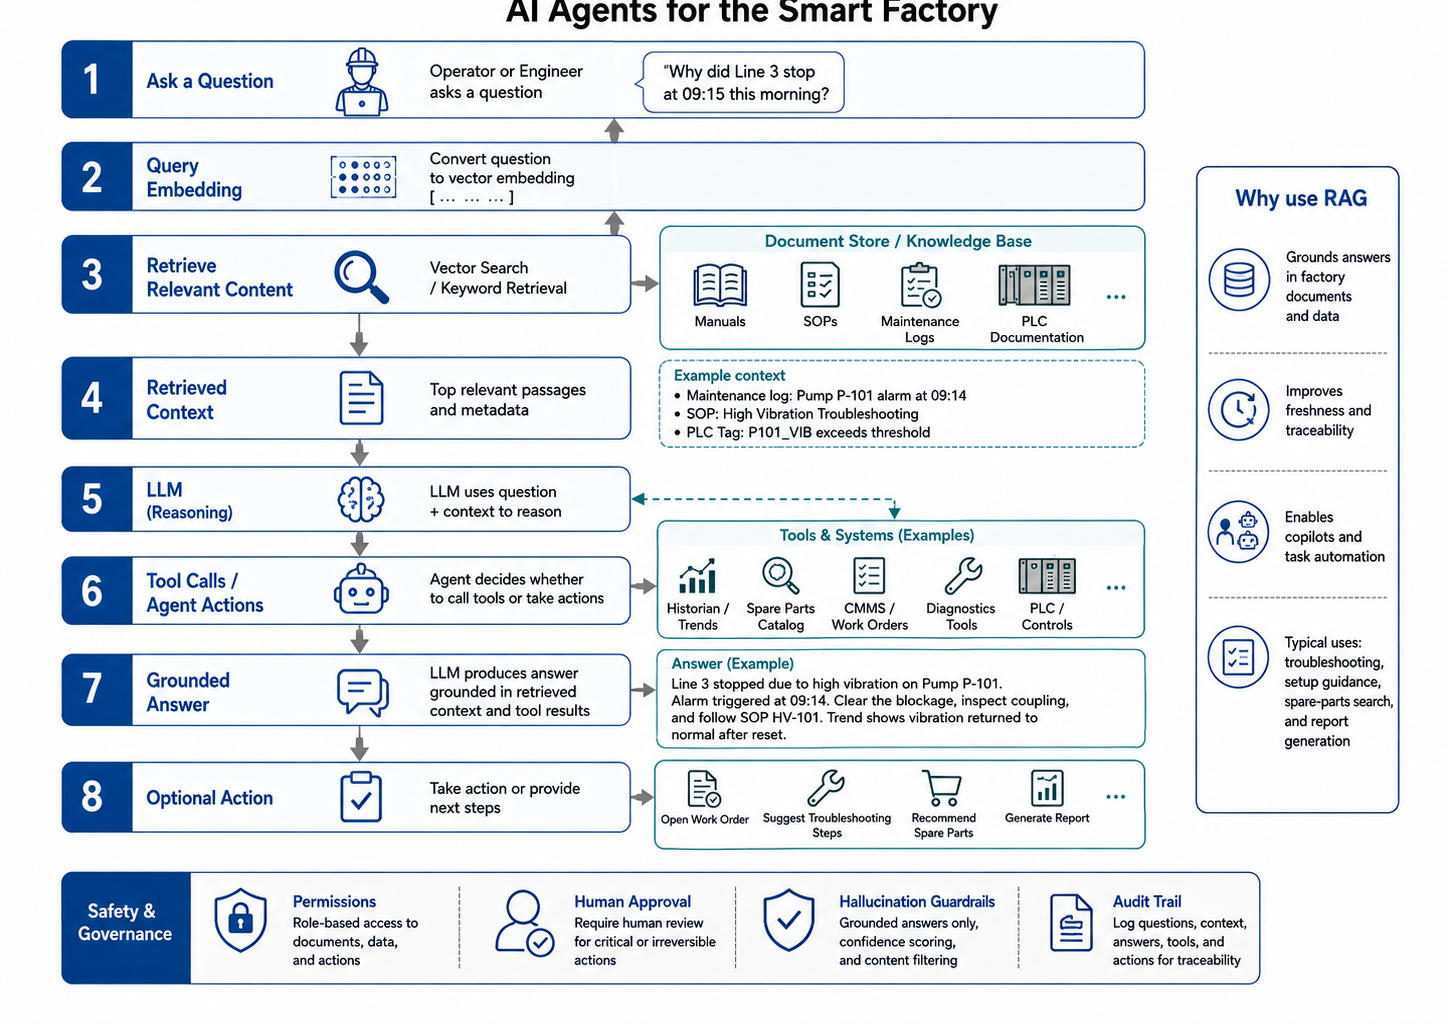 AI Agents for the Smart Factory
1
Ask a Question
Operator or Engineer
asks a question
"Why did Line 3 stop
at 09:15 this morning?
2
Query
Embedding
Convert question
to vector embedding
[ ... ... ... ]
3
Retrieve
Relevant Content
Vector Search
/ Keyword Retrieval
Document Store / Knowledge Base
Manuals
SOPs
Maintenance
Logs
PLC
Documentation
...
4
Retrieved
Context
Top relevant passages
and metadata
Example context
• Maintenance log: Pump P-101 alarm at 09:14
• SOP: High Vibration Troubleshooting
• PLC Tag: P101_VIB exceeds threshold
5
LLM
(Reasoning)
LLM uses question
+ context to reason
6
Tool Calls /
Agent Actions
Agent decides whether
to call tools or take actions
Tools & Systems (Examples)
Historian /
Trends
Spare Parts
Catalog
CMMS /
Work Orders
Diagnostics
Tools
PLC /
Controls
...
7
Grounded
Answer
LLM produces answer
grounded in retrieved
context and tool results
Answer (Example)
Line 3 stopped due to high vibration on Pump P-101.
Alarm triggered at 09:14. Clear the blockage, inspect coupling,
and follow SOP HV-101. Trend shows vibration returned to
normal after reset.
8
Optional Action
Take action or provide
next steps
Open Work Order
Suggest Troubleshooting
Steps
Recommend
Spare Parts
Generate Report
...
Why use RAG
Grounds answers
in factory
documents
and data
Improves
freshness and
traceability
Enables
copilots and
task automation
Typical uses:
troubleshooting,
setup guidance,
spare-parts search,
and report
generation
Safety &
Governance
Permissions
Role-based access to
documents, data,
and actions
Human Approval
Require human review
for critical or irreversible
actions
Hallucination Guardrails
Grounded answers only,
confidence scoring,
and content filtering
Audit Trail
Log questions, context,
answers, tools, and
actions for traceability